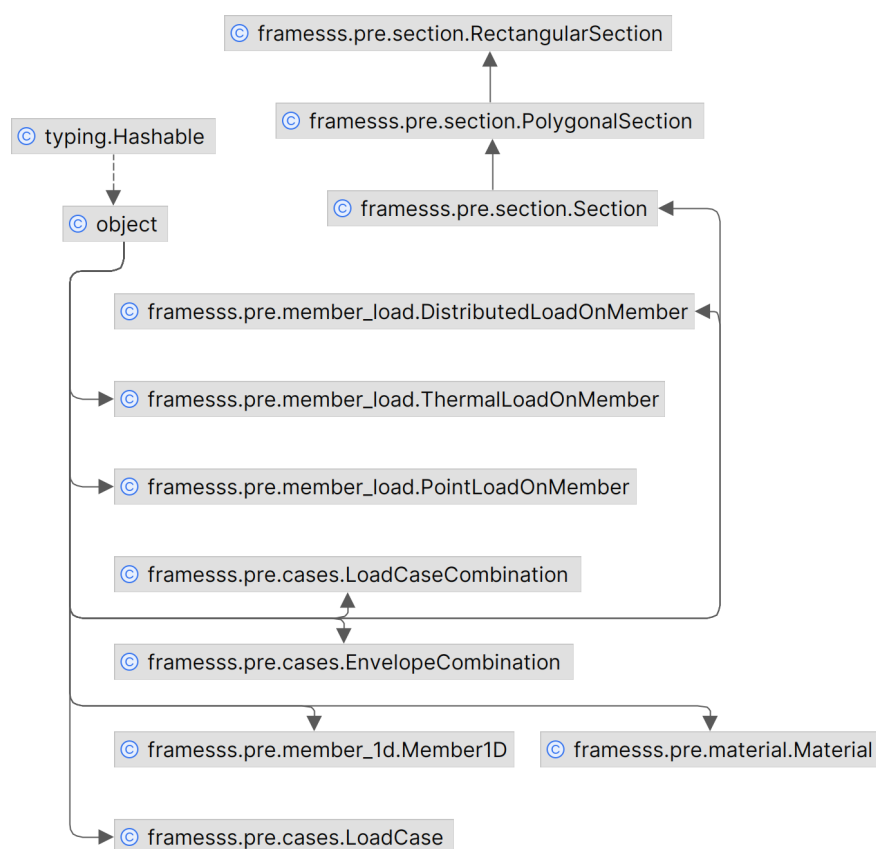 framesss.pre.section.RectangularSection
framesss.pre.section.PolygonalSection
typing.Hashable
framesss.pre.section.Section
object
framesss.pre.member_load.DistributedLoadOnMember
framesss.pre.member_load.ThermalLoadOnMember
framesss.pre.member_load.PointLoadOnMember
framesss.pre.cases.LoadCaseCombination
framesss.pre.cases.EnvelopeCombination
framesss.pre.member_1d.Member1D
framesss.pre.material.Material
framesss.pre.cases.LoadCase